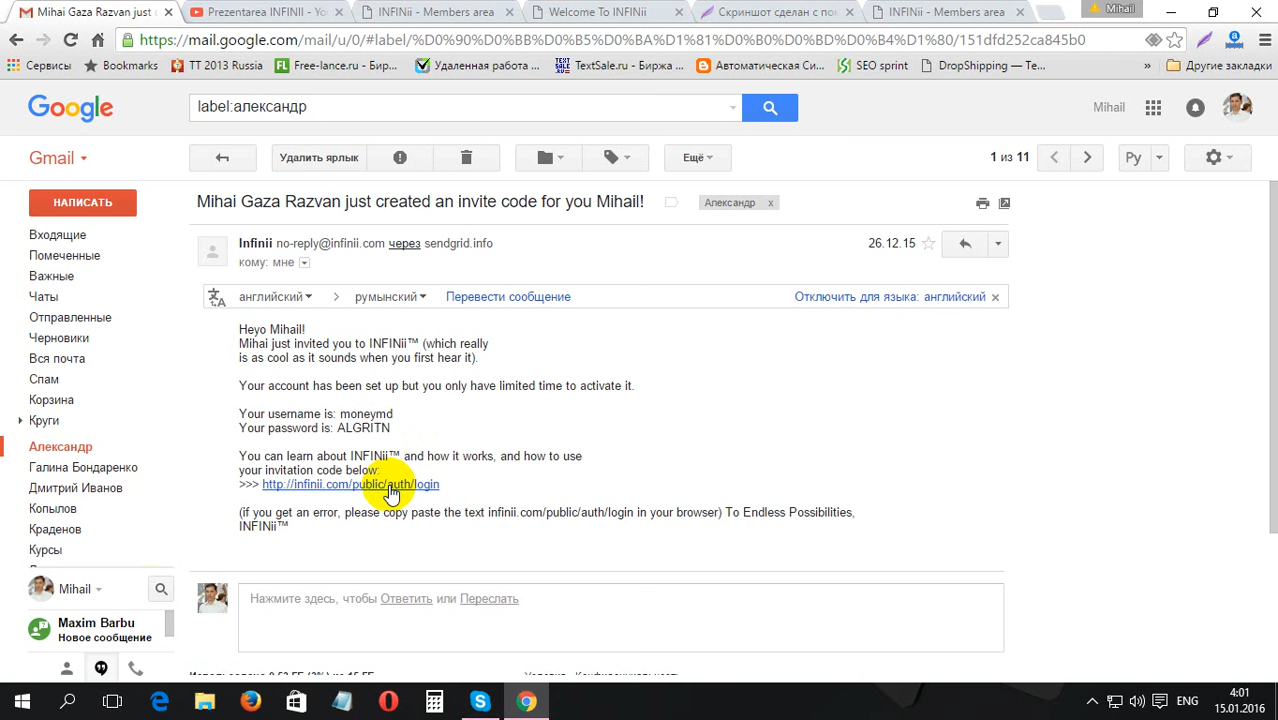 Mihai Gaza Razvan just c
Prezentarea INFINII - Yo
INFINii - Members area
Welcome To INFINii
Скриншот сделан с по
INFINii - Members area
Mihail
https://mail.google.com/mail/u/0/#label/%D0%90%D0%BB%D0%B5%D0%BA%D1%81%D0%B0%D0%BD%D0%B4%D1%80/151dfd252ca845b0
Сервисы
Bookmarks
TT 2013 Russia
Free-lance.ru - Бир...
Удаленная работа ...
TextSale.ru - Биржа ...
Автоматическая Си...
SEO sprint
DropShipping — Те...
»
Другие закладки
Google
label:александр
Mihail
Gmail
Удалить ярлык
Ещё
1 из 11
Ру
НАПИСАТЬ
Mihai Gaza Razvan just created an invite code for you Mihail!
Александр x
Входящие
Помеченные
Важные
Чаты
Отправленные
Черновики
Вся почта
Спам
Корзина
Круги
Александр
Галина Бондаренко
Дмитрий Иванов
Копылов
Краденов
Курсы
Infinii no-reply@infinii.com через sendgrid.info
26.12.15
кому: мне
английский > румынский Перевести сообщение
Отключить для языка: английский x
Heyo Mihail!
Mihai just invited you to INFINii™ (which really
is as cool as it sounds when you first hear it).
Your account has been set up but you only have limited time to activate it.
Your username is: moneymd
Your password is: ALGRITN
You can learn about INFINii™ and how it works, and how to use
your invitation code below:
>>> http://infinii.com/public/auth/login
(if you get an error, please copy paste the text infinii.com/public/auth/login in your browser) To Endless Possibilities,
INFINii™
Mihail
Maxim Barbu
Новое сообщение
Нажмите здесь, чтобы Ответить или Переслать
ENG
4:01
15.01.2016